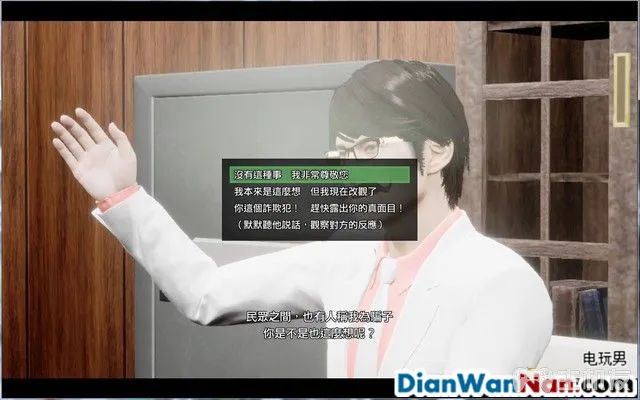 沒有這種事　我非常尊敬您
我本來是這麼想　但我現在改觀了
你這個詐欺犯！　趕快露出你的真面目！
（默默聽他説話，觀察對方的反應）
民眾之間，也有人稱我為騙子
你是不是也這麼想呢？
电玩男
DianWanNan.com